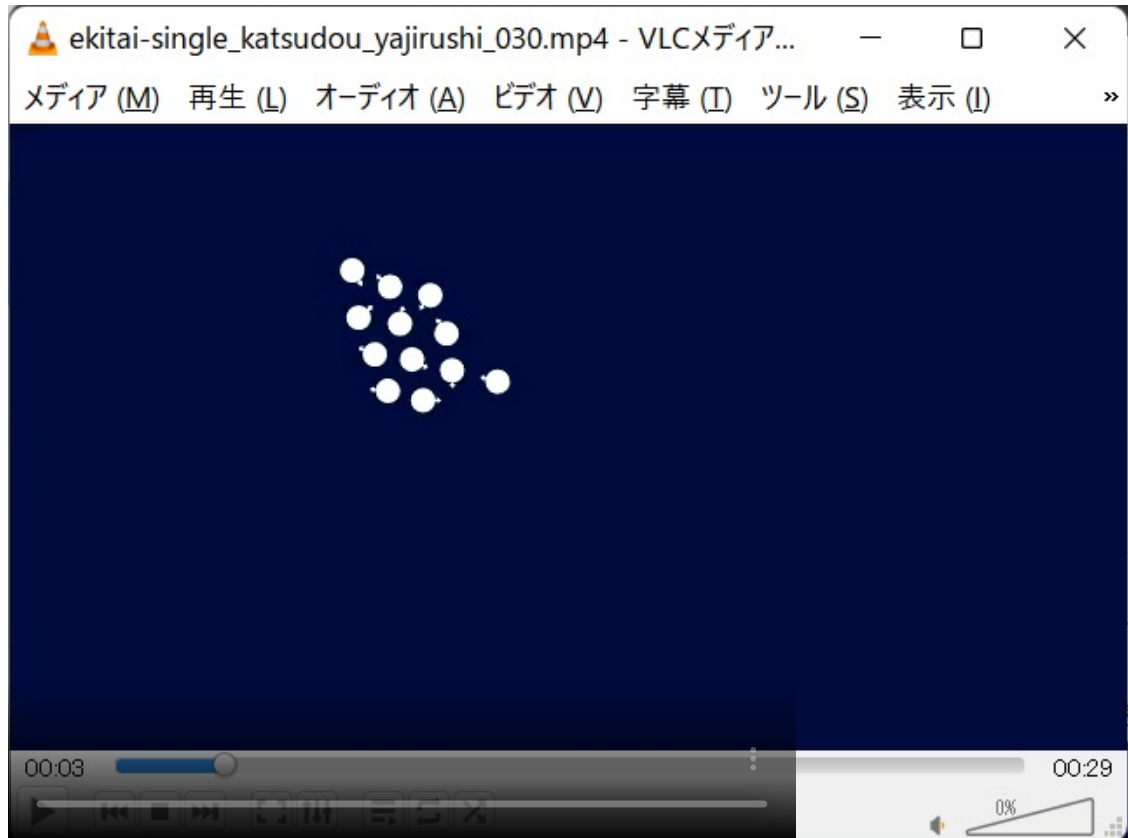 ekitai-single_katsudou_yajirushi_030.mp4 - VLCメディア...
メディア (M) 再生 (L) オーディオ (A) ビデオ (V) 字幕 (T) ツール (S) 表示 (I) »
00:03 00:29
0%